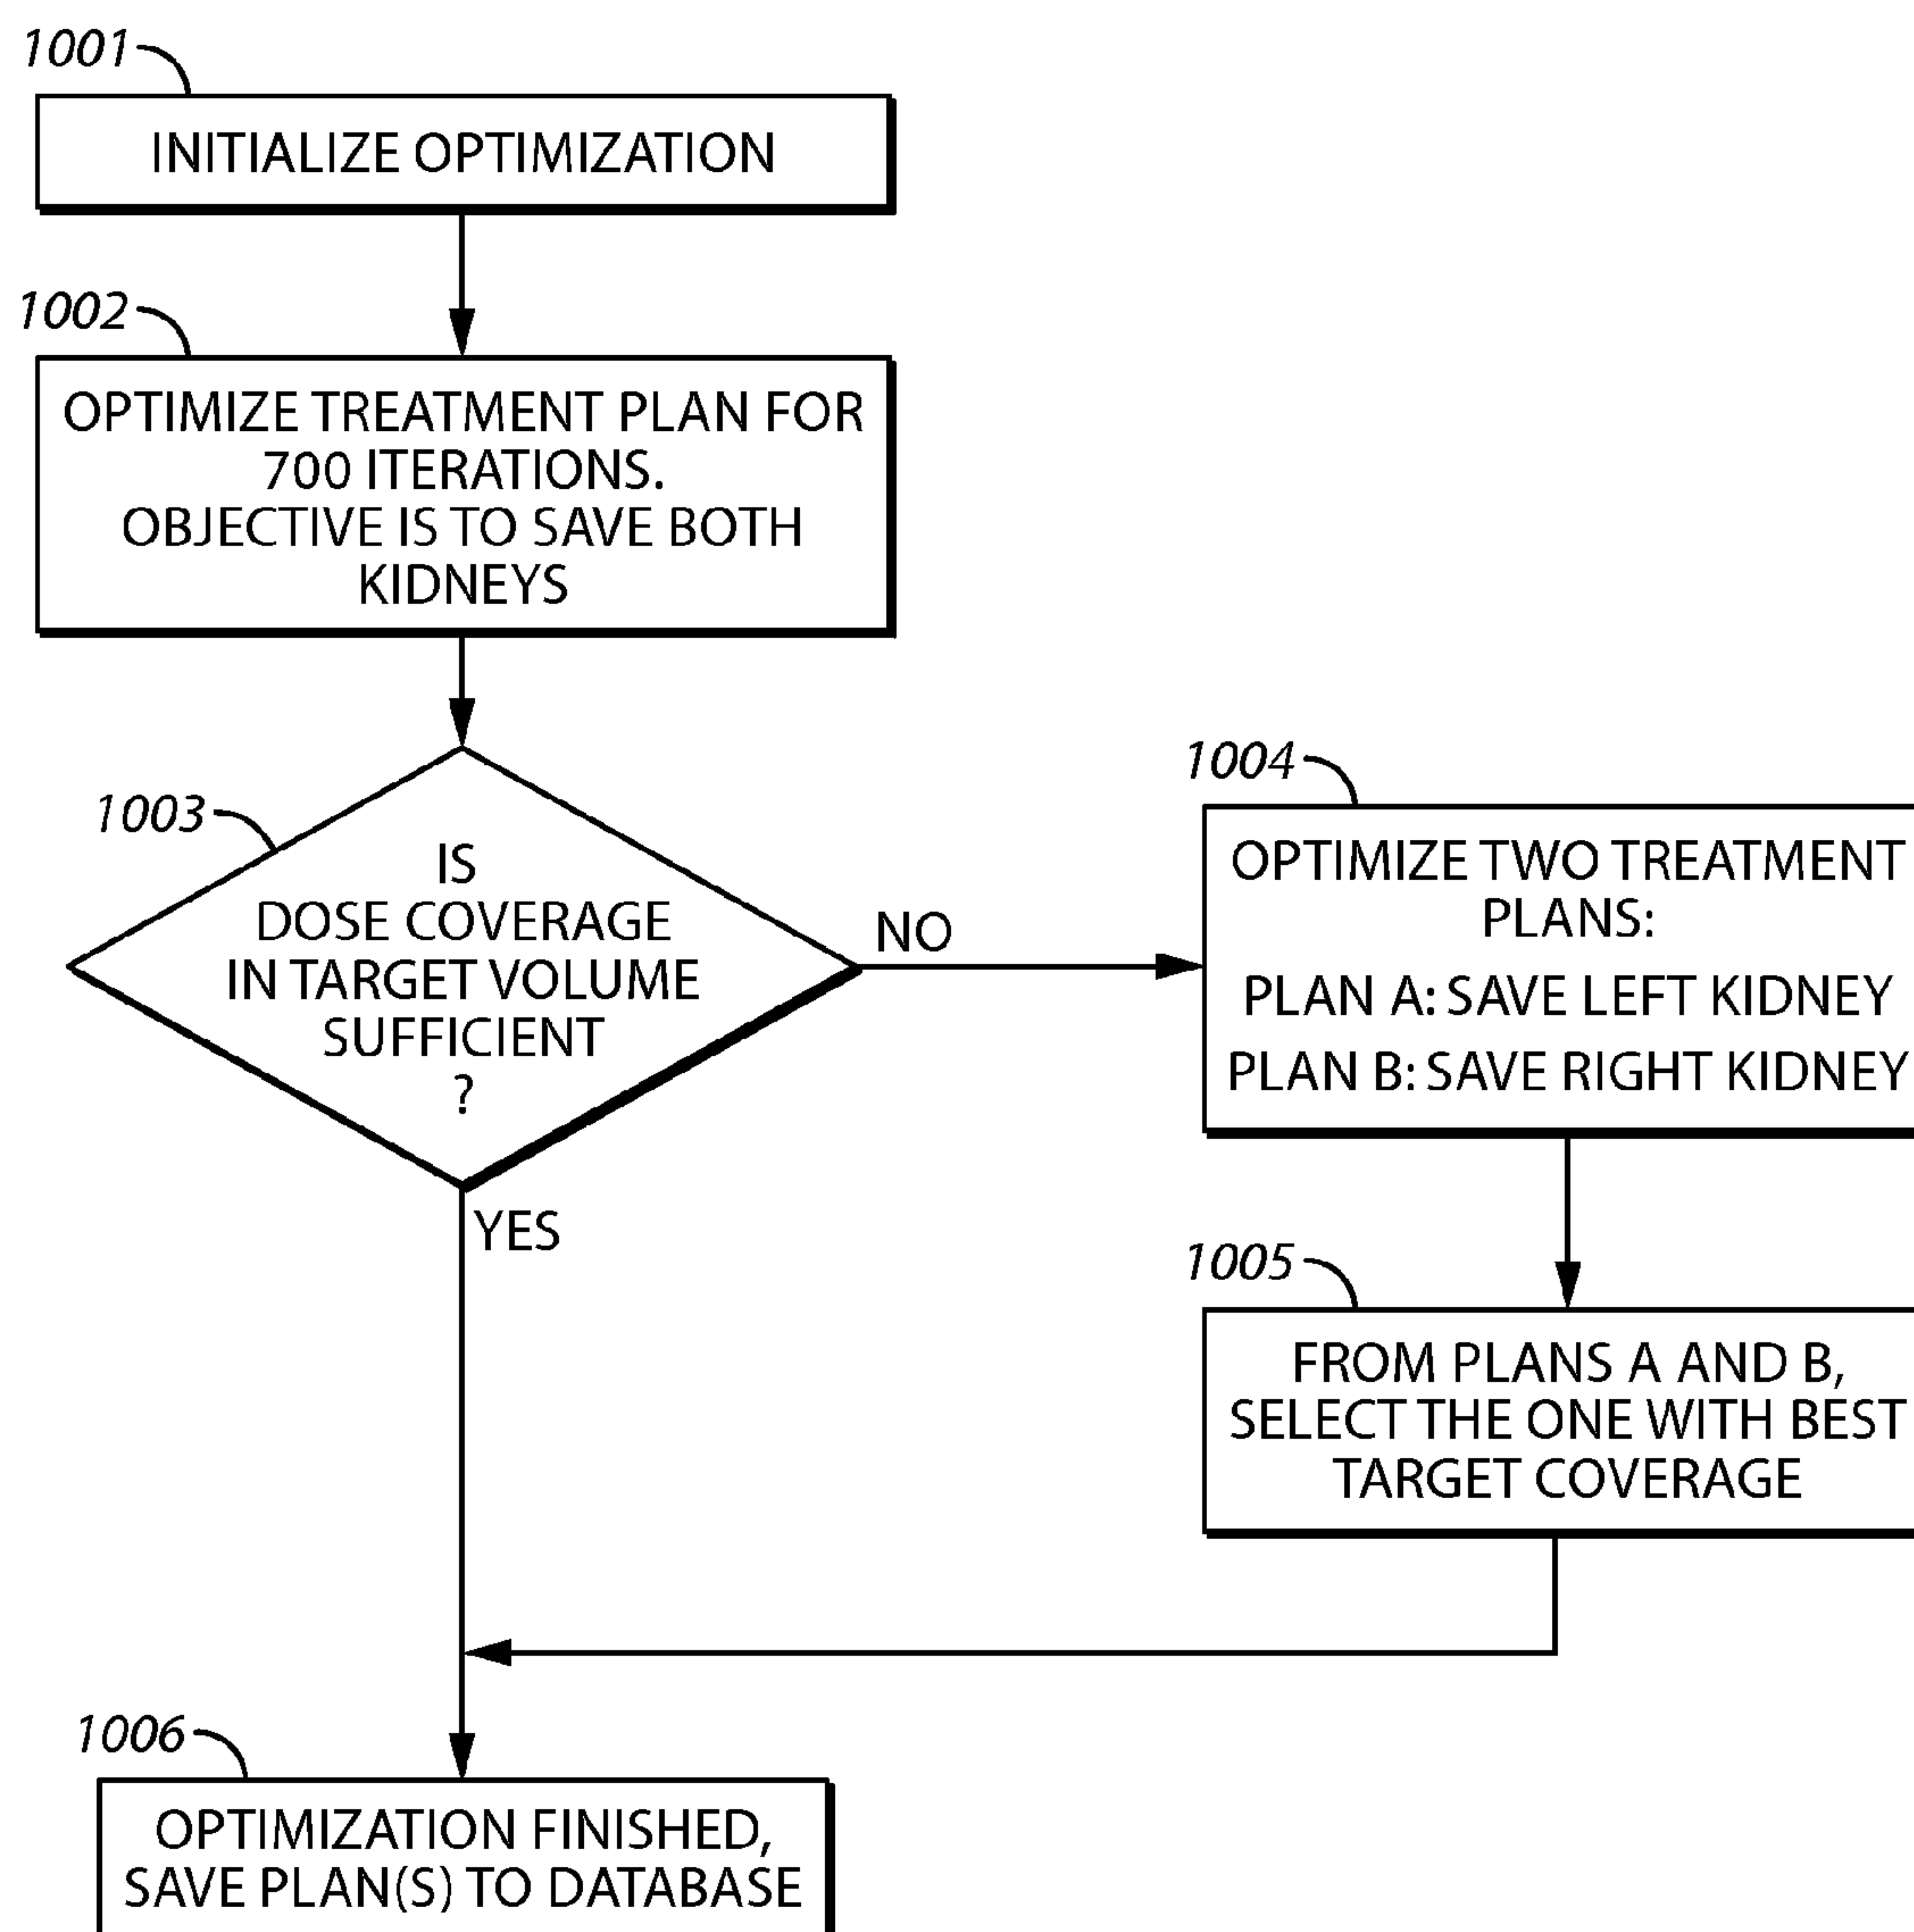 1001
INITIALIZE OPTIMIZATION
1002
OPTIMIZE TREATMENT PLAN FOR
700 ITERATIONS.
OBJECTIVE IS TO SAVE BOTH
KIDNEYS
1003
IS
DOSE COVERAGE
IN TARGET VOLUME
SUFFICIENT
?
NO
YES
1004
OPTIMIZE TWO TREATMENT
PLANS:
PLAN A: SAVE LEFT KIDNEY
PLAN B: SAVE RIGHT KIDNEY
1005
FROM PLANS A AND B,
SELECT THE ONE WITH BEST
TARGET COVERAGE
1006
OPTIMIZATION FINISHED,
SAVE PLAN(S) TO DATABASE